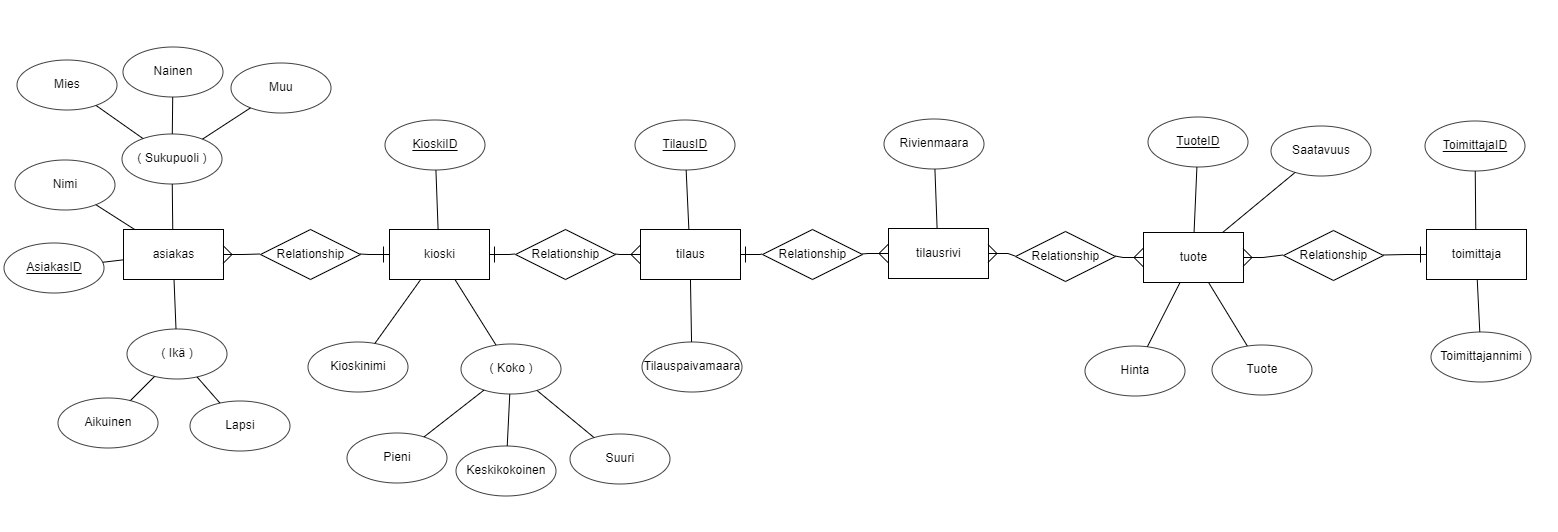 Mies
Nainen
Muu
( Sukupuoli )
Nimi
AsiakasID
asiakas
( Ikä )
Aikuinen
Lapsi
Relationship
KioskiID
kioski
Kioskinimi
( Koko )
Pieni
Keskikokoinen
Suuri
Relationship
TilausID
tilaus
Tilauspaivamaara
Relationship
Rivienmaara
tilausrivi
Relationship
TuoteID
Saatavuus
tuote
Hinta
Tuote
Relationship
ToimittajaID
toimittaja
Toimittajannimi